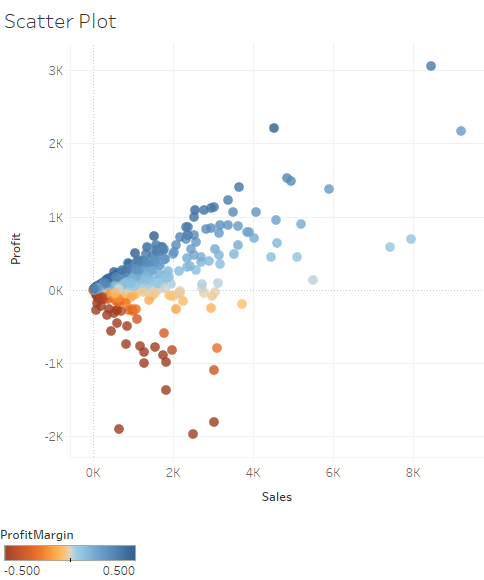 Scatter Plot
3K
2K
1K
0K
-1K
-2K
Profit
0K 2K 4K 6K 8K
Sales
ProfitMargin
-0.500 0.500